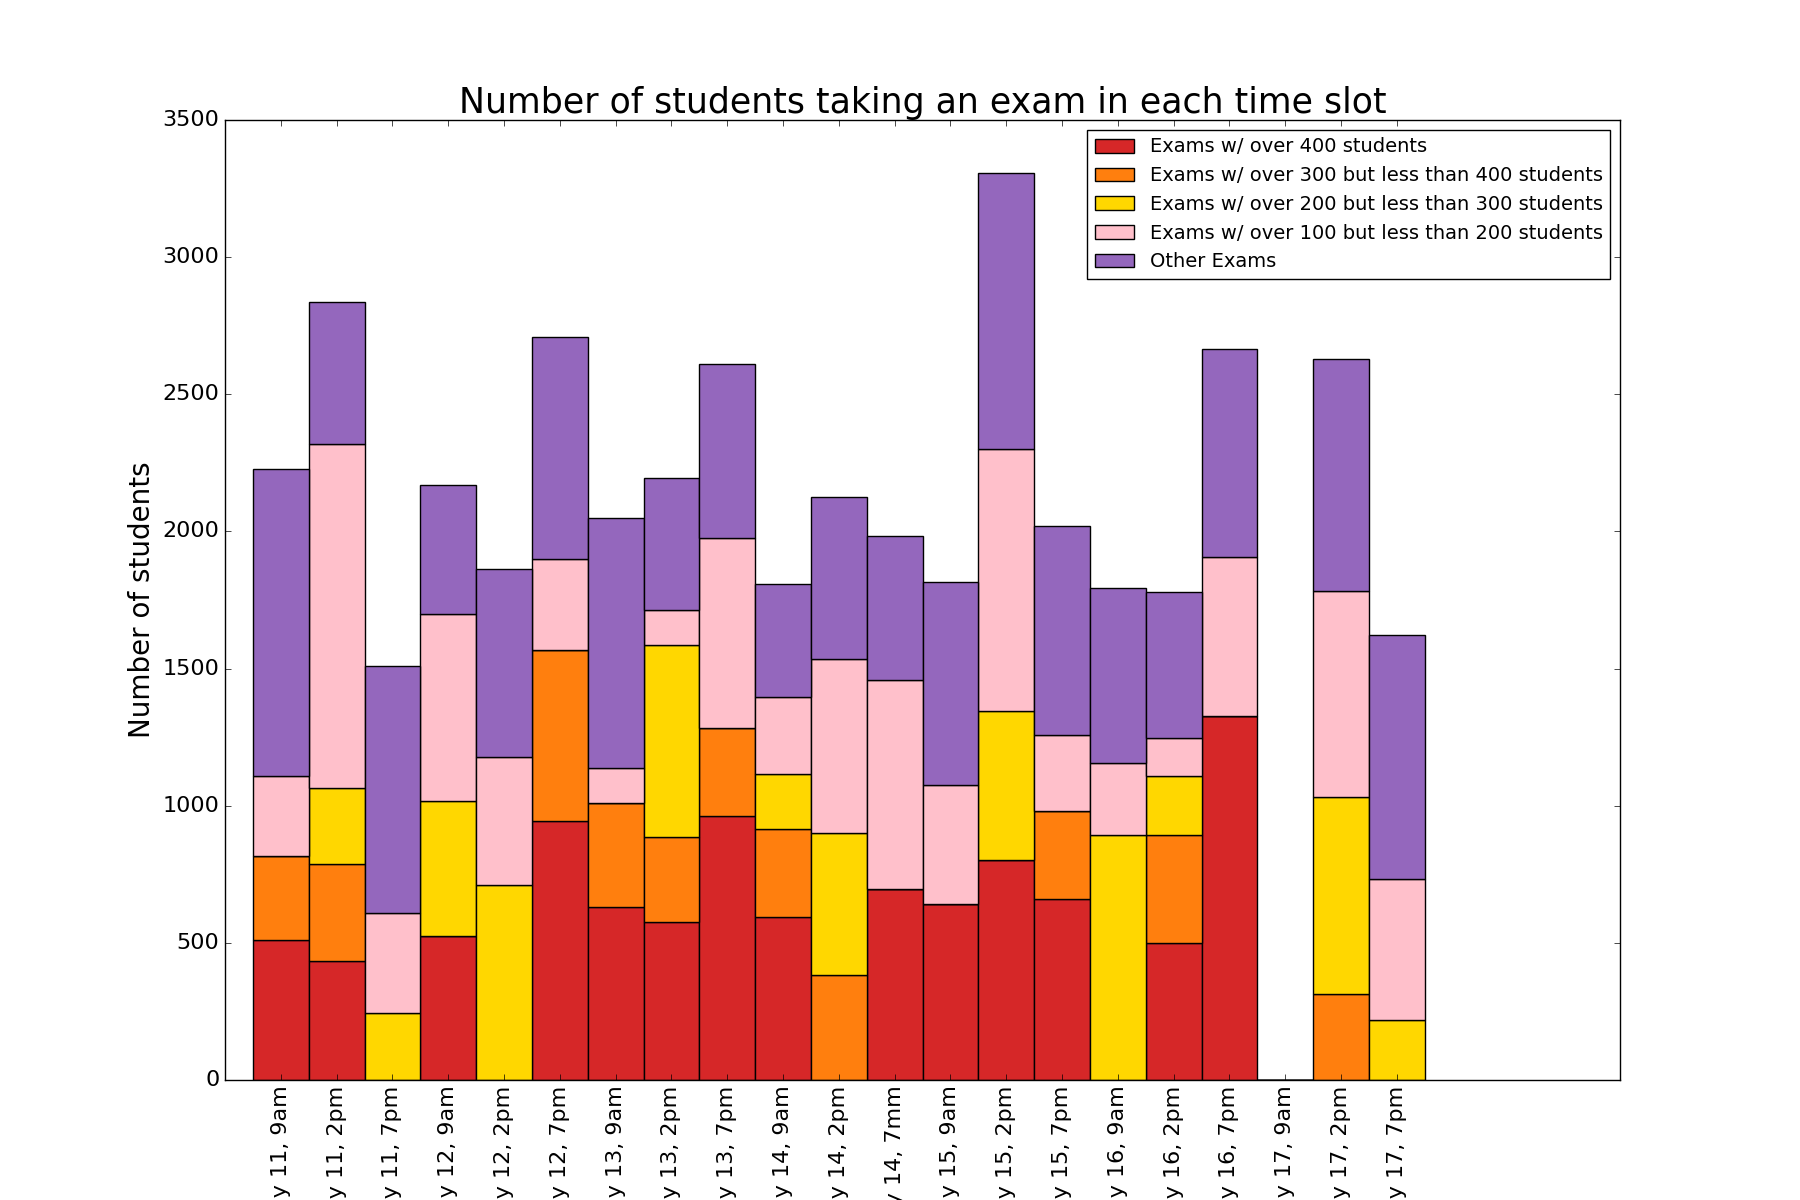 Number of students taking an exam in each time slot
3500
3000
2500
2000
1500
1000
500
0
Number of students
Exams w/ over 400 students
Exams w/ over 300 but less than 400 students
Exams w/ over 200 but less than 300 students
Exams w/ over 100 but less than 200 students
Other Exams
y 11, 9am
y 11, 2pm
y 11, 7pm
y 12, 9am
y 12, 2pm
y 12, 7pm
y 13, 9am
y 13, 2pm
y 13, 7pm
y 14, 9am
y 14, 2pm
y 14, 7mm
y 15, 9am
y 15, 2pm
y 15, 7pm
y 16, 9am
y 16, 2pm
y 16, 7pm
y 17, 9am
y 17, 2pm
y 17, 7pm